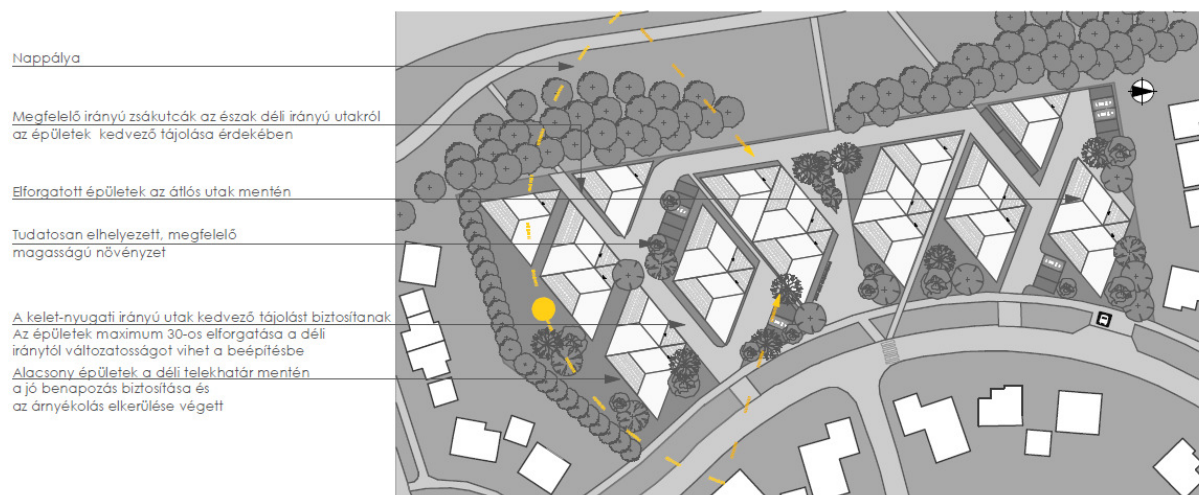 Nappálya
Megfelelő irányú zsákutcák az észak déli irányú utakról
az épületek kedvező tájolása érdekében
Elforgatott épületek az átlós utak mentén
Tudatosan elhelyezett, megfelelő
magasságú növényzet
A kelet-nyugati irányú utak kedvező tájolást biztosítanak
Az épületek maximum 30-os elforgatása a déli
iránytól változatosságot vihet a beépítésbe
Alacsony épületek a déli telekhatár mentén
a jó benapozás biztosítása és
az árnyékolás elkerülése végett